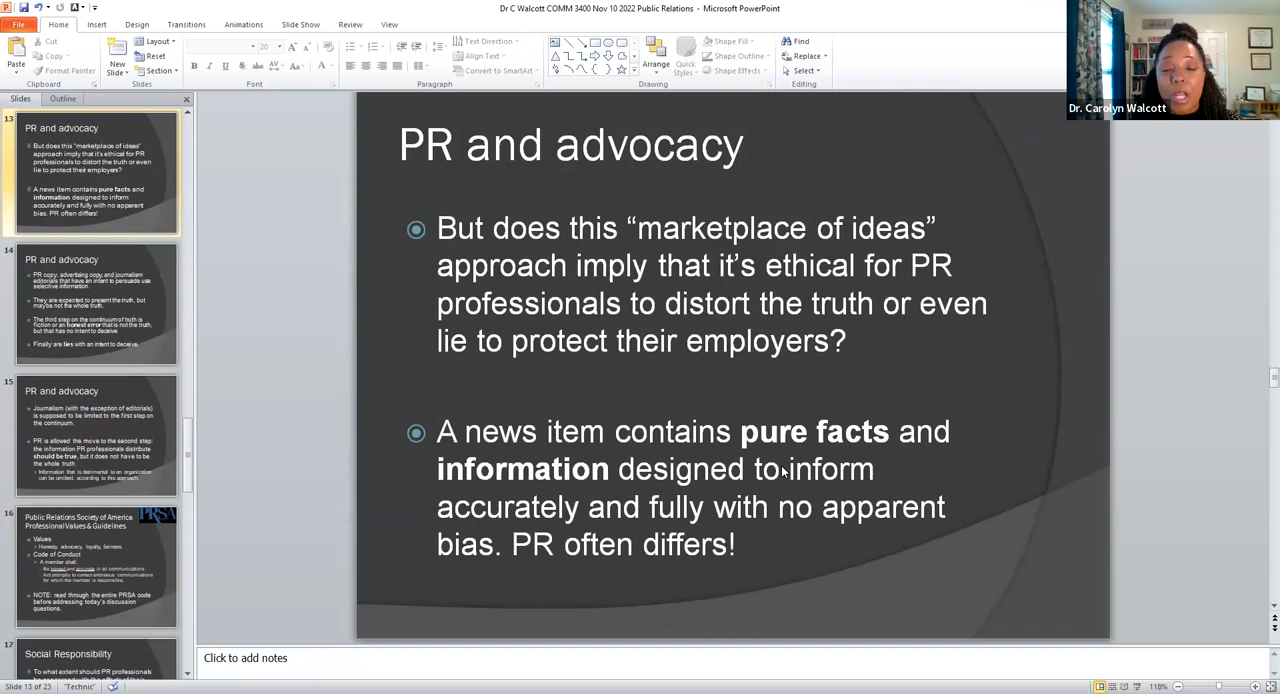 Dr C Walcott COMM 3400 Nov 10 2022 Public Relations - PowerPoint
File Home Insert Design Transitions Animations Slide Show Review View
Paste
Cut
Copy
Format Painter
Clipboard
New
Slide
Layout
Reset
Section
Slides
20
Font
Text Direction
Align Text
Convert to SmartArt
Paragraph
Arrange
Quick
Styles
Shape Fill
Shape Outline
Shape Effects
Drawing
Find
Replace
Select
Editing
Dr. Carolyn Walcott
Slides Outline
13
PR and advocacy
But does this “marketplace of ideas”
approach imply that it’s ethical for PR
professionals to distort the truth or even
lie to protect their employers?
A news item contains pure facts and
information designed to inform
accurately and fully with no apparent
bias. PR often differs!
14
PR and advocacy
PR copy, advertising copy, and journalism
editorials that have an intent to persuade use
selective information.
They are expected to present the truth, but
maybe not the whole truth.
The third step on the continuum of truth is
fiction or an honest error that is not the truth,
but that has no intent to deceive.
Finally are lies with an intent to deceive.
15
PR and advocacy
Journalism (with the exception of editorials)
is supposed to be limited to the first step on
the continuum.
PR is allowed the move to the second step:
the information PR professionals distribute
should be true, but it does not have to be
the whole truth.
Information that is detrimental to an organization
can be omitted, according to this approach.
16
Public Relations Society of America
Professional Values & Guidelines
PRSA
Values
Honesty, advocacy, loyalty, fairness.
Code of Conduct
A member shall:
Be honest and accurate in all communications.
Act promptly to correct erroneous communications
for which the member is responsible.
NOTE: read through the entire PRSA code
before addressing today’s discussion
questions.
17
Social Responsibility
To what extent should PR professionals
PR and advocacy
But does this “marketplace of ideas”
approach imply that it’s ethical for PR
professionals to distort the truth or even
lie to protect their employers?
A news item contains pure facts and
information designed to inform
accurately and fully with no apparent
bias. PR often differs!
Click to add notes
Slide 13 of 23 "Technic" 118%